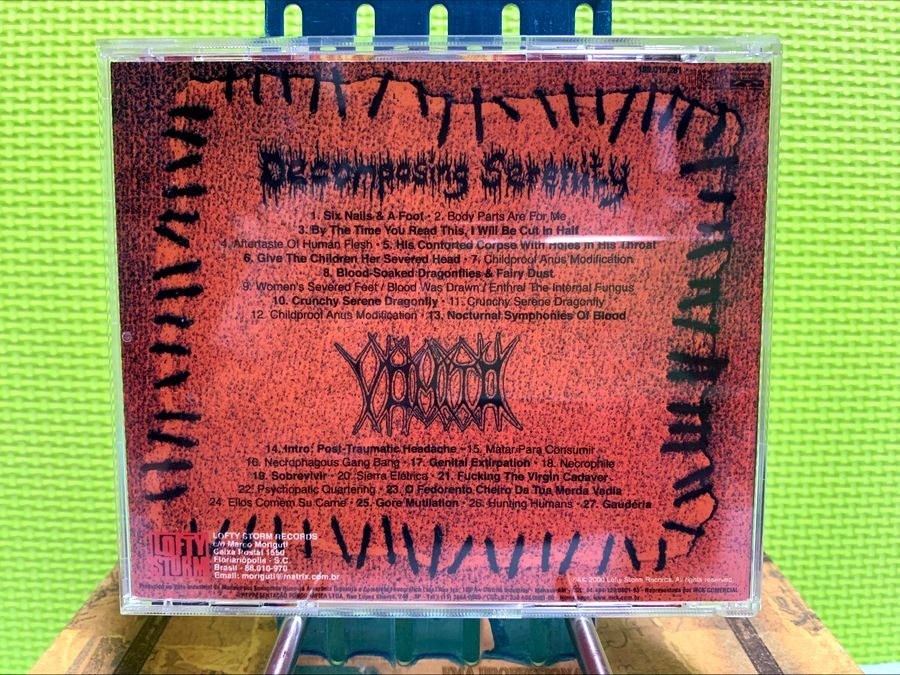 Decomposing Serenity
1. Six Nails & A Foot · 2. Body Parts Are For Me
3. By The Time You Read This, I Will Be Cut In Half
4. Aftertaste Of Human Flesh · 5. His Contorted Corpse With Holes In His Throat
6. Give The Children Her Severed Head · 7. Childproof Anus Modification
8. Blood-Soaked Dragonflies & Fairy Dust
9. Women's Severed Feet / Blood Was Drawn / Enthral The Internal Fungus
10. Crunchy Serene Dragonfly · 11. Crunchy Serene Dragonfly
12. Childproof Anus Modification · 13. Nocturnal Symphonies Of Blood
VÖMITO
14. Intro: Post-Traumatic Headache · 15. Matar Para Consumir
16. Necrophagous Gang Bang · 17. Genital Extirpation · 18. Necrophile
19. Sobrevivir · 20. Sierra Elétrica · 21. Fucking The Virgin Cadaver
22. Psychopatic Quartering · 23. O Fedorento Cheiro Da Tua Merda Vadia
24. Ellos Comem Su Carne · 25. Gore Mutilation · 26. Hunting Humans · 27. Gaudéria
LOFTY STORM
LOFTY STORM RECORDS
c/o Marco Moriguti
Caixa Postal 1550
Florianópolis - S.C.
Brasil - 88.010-970
Email: moriguti@matrix.com.br
P&C 2000 Lofty Storm Records. All rights reserved.